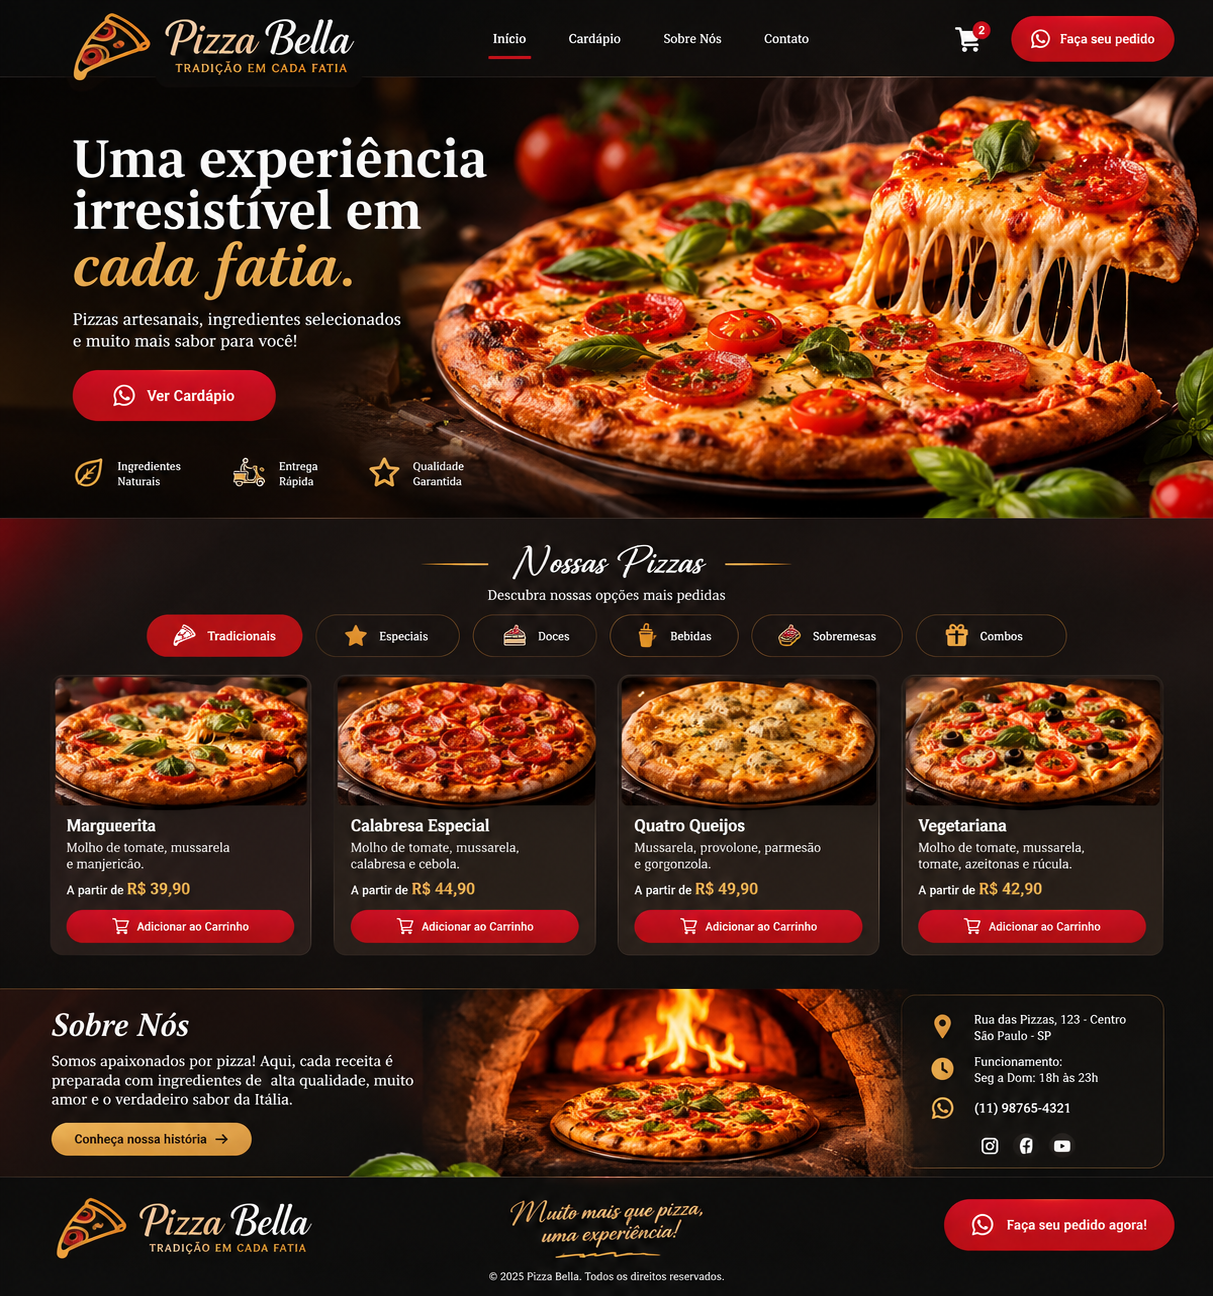 Pizza Bella
TRADIÇÃO EM CADA FATIA
Início
Cardápio
Sobre Nós
Contato
2
Faça seu pedido
Uma experiência
irresistível em
cada fatia.
Pizzas artesanais, ingredientes selecionados
e muito mais sabor para você!
Ver Cardápio
Ingredientes
Naturais
Entrega
Rápida
Qualidade
Garantida
Nossas Pizzas
Descubra nossas opções mais pedidas
Tradicionais
Especiais
Doces
Bebidas
Sobremesas
Combos
Marguerita
Molho de tomate, mussarela
e manjericão.
A partir de R$ 39,90
Adicionar ao Carrinho
Calabresa Especial
Molho de tomate, mussarela,
calabresa e cebola.
A partir de R$ 44,90
Adicionar ao Carrinho
Quatro Queijos
Mussarela, provolone, parmesão
e gorgonzola.
A partir de R$ 49,90
Adicionar ao Carrinho
Vegetariana
Molho de tomate, mussarela,
tomate, azeitonas e rúcula.
A partir de R$ 42,90
Adicionar ao Carrinho
Sobre Nós
Somos apaixonados por pizza! Aqui, cada receita é
preparada com ingredientes de alta qualidade, muito
amor e o verdadeiro sabor da Itália.
Conheça nossa história
Rua das Pizzas, 123 - Centro
São Paulo - SP
Funcionamento:
Seg a Dom: 18h às 23h
(11) 98765-4321
Pizza Bella
TRADIÇÃO EM CADA FATIA
Muito mais que pizza,
uma experiência!
© 2025 Pizza Bella. Todos os direitos reservados.
Faça seu pedido agora!